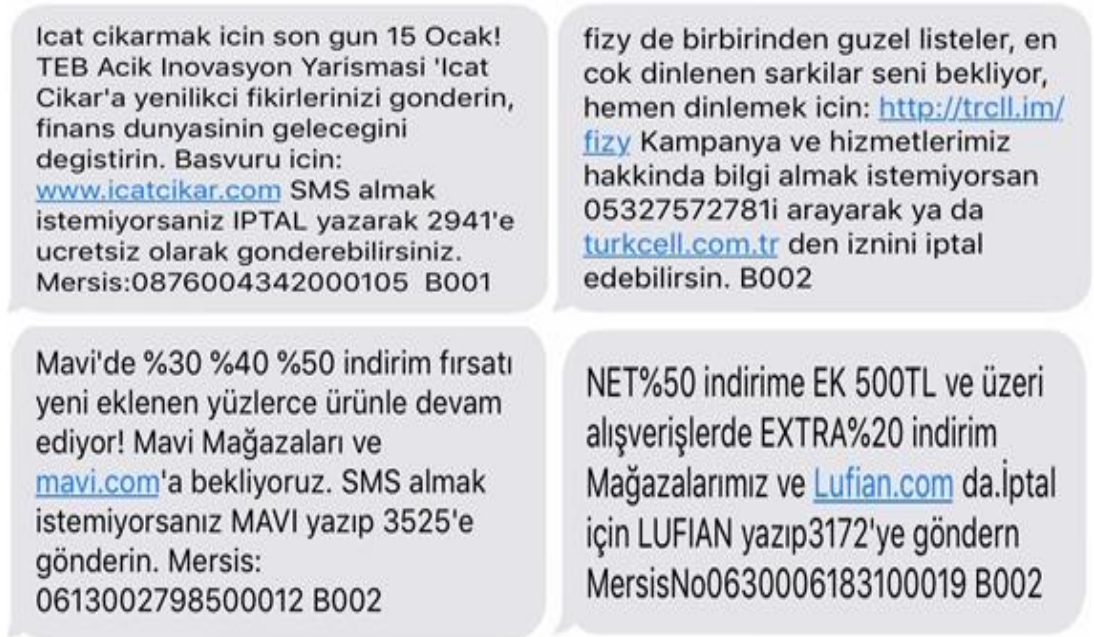 Icat cikarmak icin son gun 15 Ocak!
TEB Acik Inovasyon Yarismasi 'Icat
Cikar'a yenilikci fikirlerinizi gonderin,
finans dunyasinin gelecegini
degistirin. Basvuru icin:
www.icatcikar.com SMS almak
istemiyorsaniz IPTAL yazarak 2941'e
ucretsiz olarak gonderebilirsiniz.
Mersis:0876004342000105 B001
fizy de birbirinden guzel listeler, en
cok dinlenen sarkilar seni bekliyor,
hemen dinlemek icin: http://trcll.im/
fizy Kampanya ve hizmetlerimiz
hakkinda bilgi almak istemiyorsan
05327572781i arayarak ya da
turkcell.com.tr den iznini iptal
edebilirsin. B002
Mavi'de %30 %40 %50 indirim fırsatı
yeni eklenen yüzlerce ürünle devam
ediyor! Mavi Mağazaları ve
mavi.com'a bekliyoruz. SMS almak
istemiyorsanız MAVI yazıp 3525'e
gönderin. Mersis:
0613002798500012 B002
NET%50 indirime EK 500TL ve üzeri
alışverişlerde EXTRA%20 indirim
Mağazalarımız ve Lufian.com da.İptal
için LUFIAN yazıp3172'ye göndern
MersisNo0630006183100019 B002